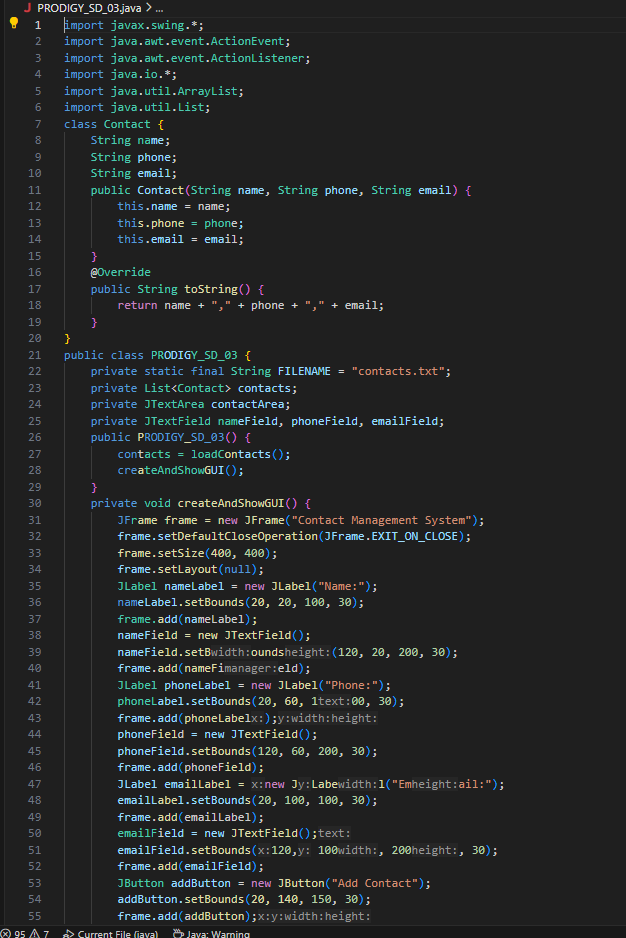 J PRODIGY_SD_03.java > ...
1 import javax.swing.*;
2 import java.awt.event.ActionEvent;
3 import java.awt.event.ActionListener;
4 import java.io.*;
5 import java.util.ArrayList;
6 import java.util.List;
7 class Contact {
8 String name;
9 String phone;
10 String email;
11 public Contact(String name, String phone, String email) {
12 this.name = name;
13 this.phone = phone;
14 this.email = email;
15 }
16 @Override
17 public String toString() {
18 return name + "," + phone + "," + email;
19 }
20 }
21 public class PRODIGY_SD_03 {
22 private static final String FILENAME = "contacts.txt";
23 private List<Contact> contacts;
24 private JTextArea contactArea;
25 private JTextField nameField, phoneField, emailField;
26 public PRODIGY_SD_03() {
27 contacts = loadContacts();
28 createAndShowGUI();
29 }
30 private void createAndShowGUI() {
31 JFrame frame = new JFrame("Contact Management System");
32 frame.setDefaultCloseOperation(JFrame.EXIT_ON_CLOSE);
33 frame.setSize(400, 400);
34 frame.setLayout(null);
35 JLabel nameLabel = new JLabel("Name:");
36 nameLabel.setBounds(20, 20, 100, 30);
37 frame.add(nameLabel);
38 nameField = new JTextField();
39 nameField.setBwidth:oundsheight:(120, 20, 200, 30);
40 frame.add(nameFimanager:eld);
41 JLabel phoneLabel = new JLabel("Phone:");
42 phoneLabel.setBounds(20, 60, 1text:00, 30);
43 frame.add(phoneLabelx:);y:width:height:
44 phoneField = new JTextField();
45 phoneField.setBounds(120, 60, 200, 30);
46 frame.add(phoneField);
47 JLabel emailLabel = x:new Jy:Labewidth:l("Emheight:ail:");
48 emailLabel.setBounds(20, 100, 100, 30);
49 frame.add(emailLabel);
50 emailField = new JTextField();text:
51 emailField.setBounds(x:120,y: 100width:, 200height:, 30);
52 frame.add(emailField);
53 JButton addButton = new JButton("Add Contact");
54 addButton.setBounds(20, 140, 150, 30);
55 frame.add(addButton);x:y:width:height:
95 7 Current File (java) Java: Warning